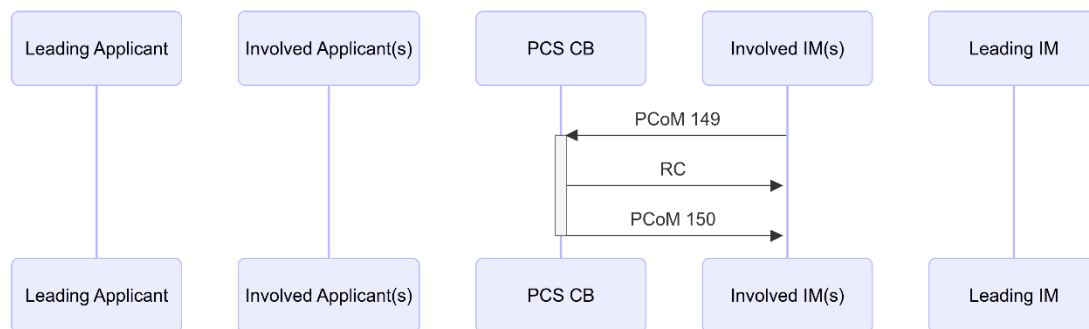 Leading Applicant
Involved Applicant(s)
PCS CB
Involved IM(s)
Leading IM
PCoM 149
RC
PCoM 150
Leading Applicant
Involved Applicant(s)
PCS CB
Involved IM(s)
Leading IM